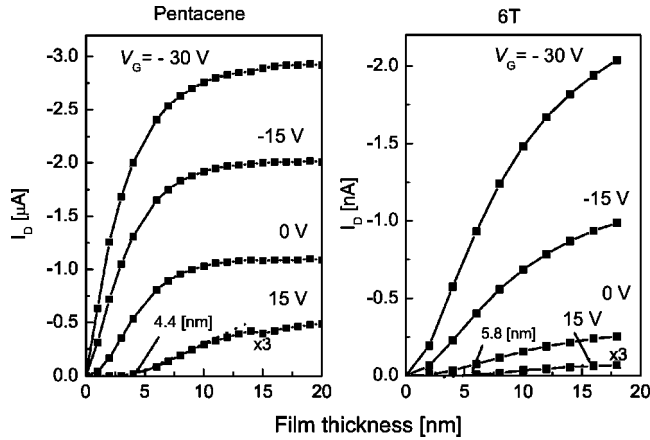 Pentacene
6T
V_G = - 30 V
-15 V
0 V
15 V
4.4 [nm]
x3
I_D [μA]
-3.0
-2.5
-2.0
-1.5
-1.0
-0.5
0.0
0 5 10 15 20
V_G = - 30 V
-15 V
0 V
15 V
5.8 [nm]
x3
I_D [nA]
-2.0
-1.5
-1.0
-0.5
0.0
0 5 10 15 20
Film thickness [nm]